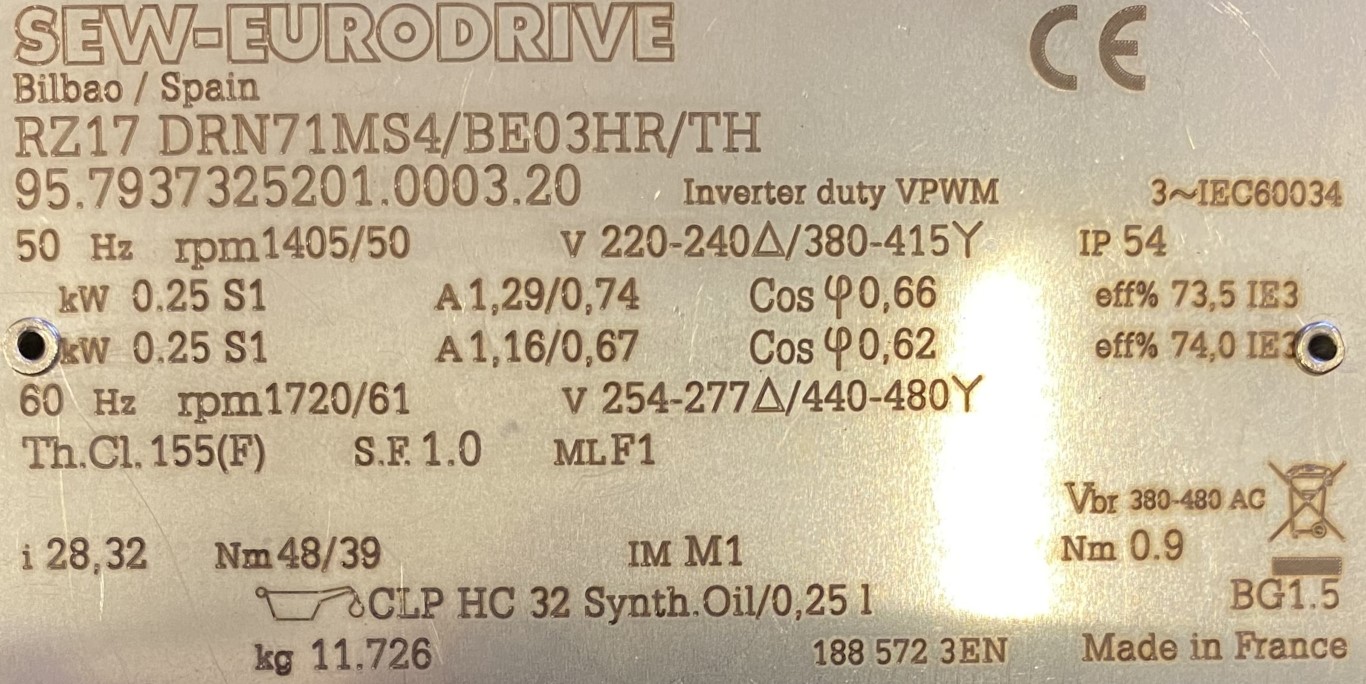 SEW-EURODRIVE CE
Bilbao / Spain
RZ17 DRN71MS4/BE03HR/TH
95.7937325201.0003.20 Inverter duty VPWM 3~IEC60034
50 Hz rpm 1405/50 V 220-240△/380-415Y IP 54
kW 0.25 S1 A 1,29/0,74 Cos φ 0,66 eff% 73,5 IE3
kW 0.25 S1 A 1,16/0,67 Cos φ 0,62 eff% 74,0 IE3
60 Hz rpm 1720/61 V 254-277△/440-480Y
Th.Cl. 155(F) S.F. 1.0 ML F1
Vbr 380-480 AC
i 28,32 Nm 48/39 IM M1 Nm 0.9
CLP HC 32 Synth.Oil/0,25 l BG1.5
kg 11.726 188 572 3EN Made in France